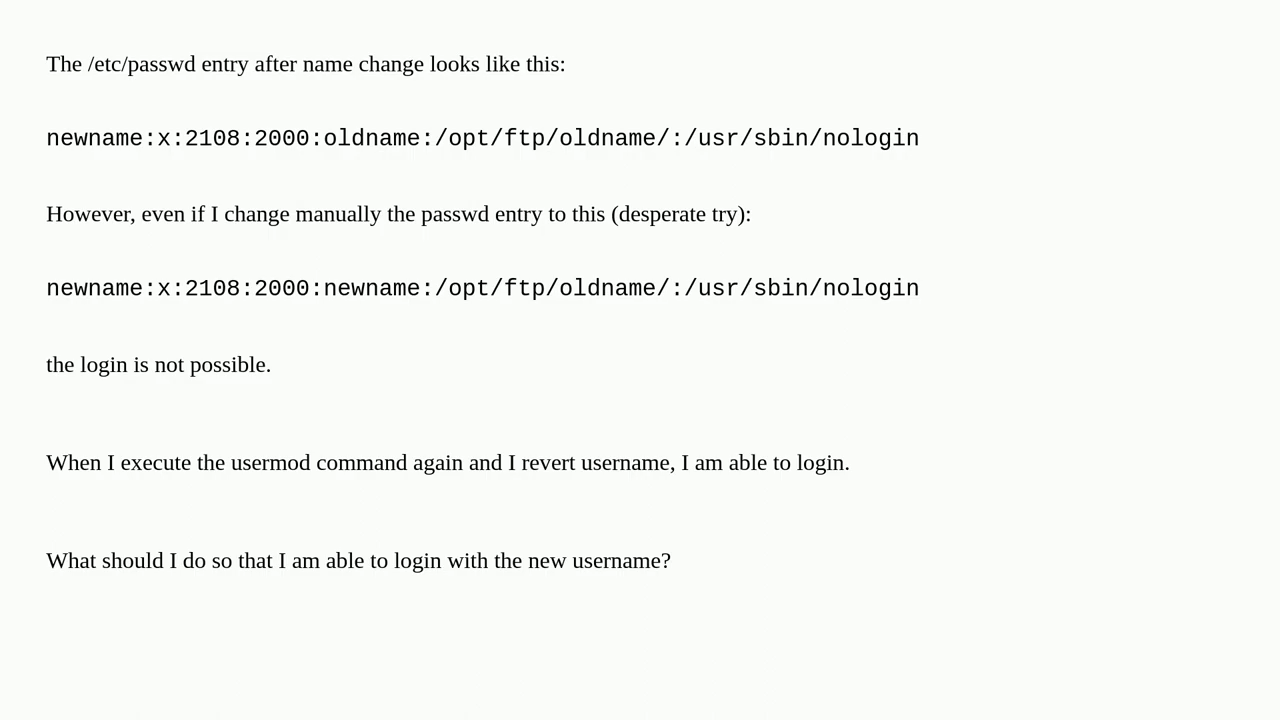 The /etc/passwd entry after name change looks like this:
newname:x:2108:2000:oldname:/opt/ftp/oldname/:/usr/sbin/nologin
However, even if I change manually the passwd entry to this (desperate try):
newname:x:2108:2000:newname:/opt/ftp/oldname/:/usr/sbin/nologin
the login is not possible.
When I execute the usermod command again and I revert username, I am able to login.
What should I do so that I am able to login with the new username?